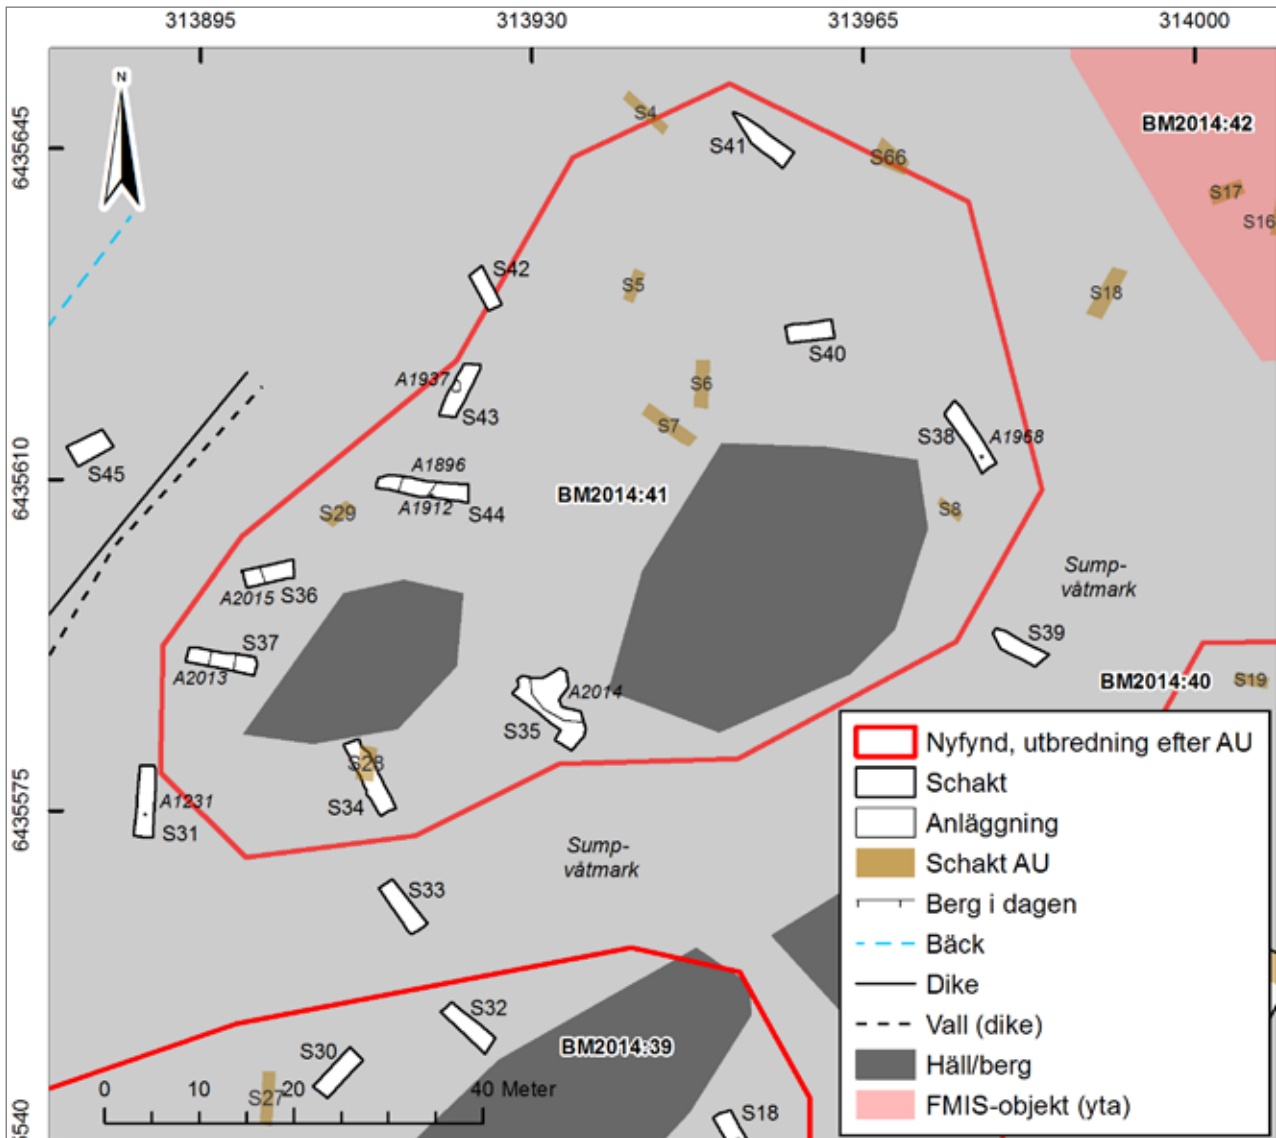 313895 313930 313965 314000
6435645
6435610
6435575
5540
N
S4
S41
S66
BM2014:42
S17
S16
S42
S5
S18
S40
A1937
S43
S6
S7
S38
A1968
S45
A1896
A1912
S44
BM2014:41
S29
S8
A2015
S36
Sump-
våtmark
S37
A2013
S39
A2014
S35
BM2014:40
S19
S28
S34
A1231
S31
Sump-
våtmark
S33
S32
S30
BM2014:39
S27
S18
0 10 20 40 Meter
Nyfynd, utbredning efter AU
Schakt
Anläggning
Schakt AU
Berg i dagen
Bäck
Dike
Vall (dike)
Häll/berg
FMIS-objekt (yta)